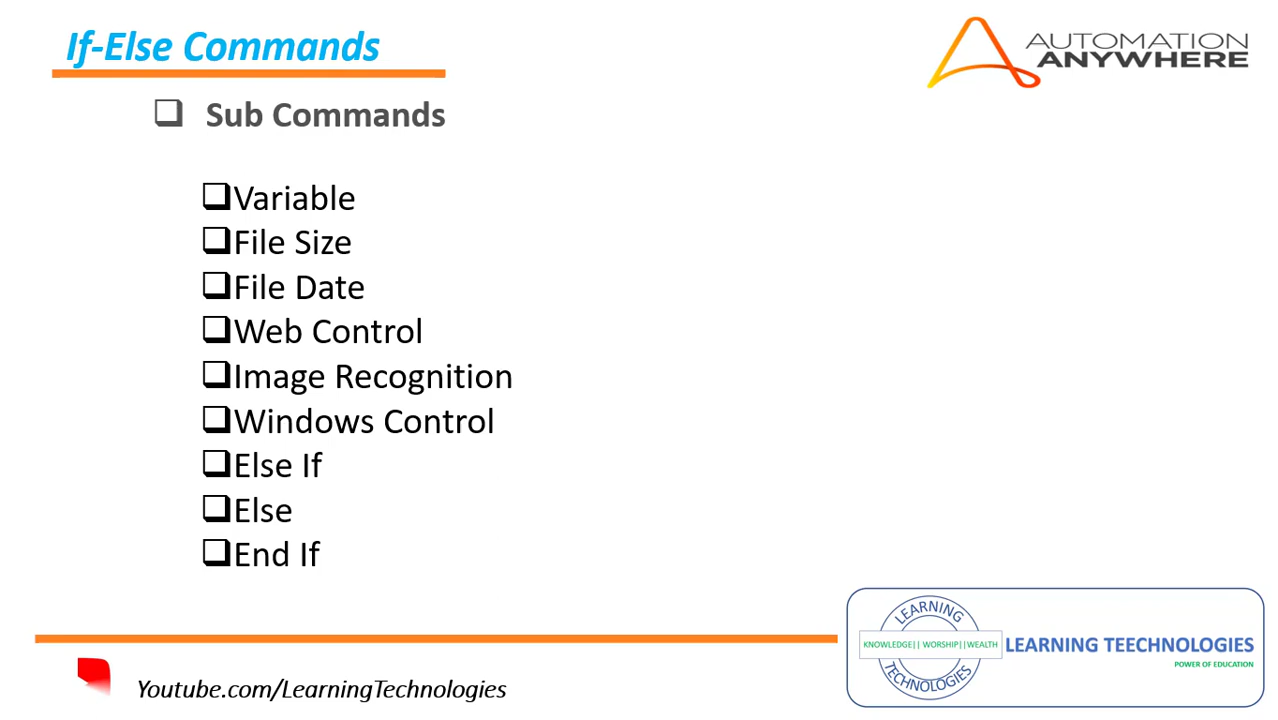 If-Else Commands
AUTOMATION
ANYWHERE
Sub Commands
Variable
File Size
File Date
Web Control
Image Recognition
Windows Control
Else If
Else
End If
LEARNING
KNOWLEDGE|| WORSHIP||WEALTH
TECHNOLOGIES
LEARNING TEECHNOLOGIES
POWER OF EDUCATION
Youtube.com/LearningTechnologies